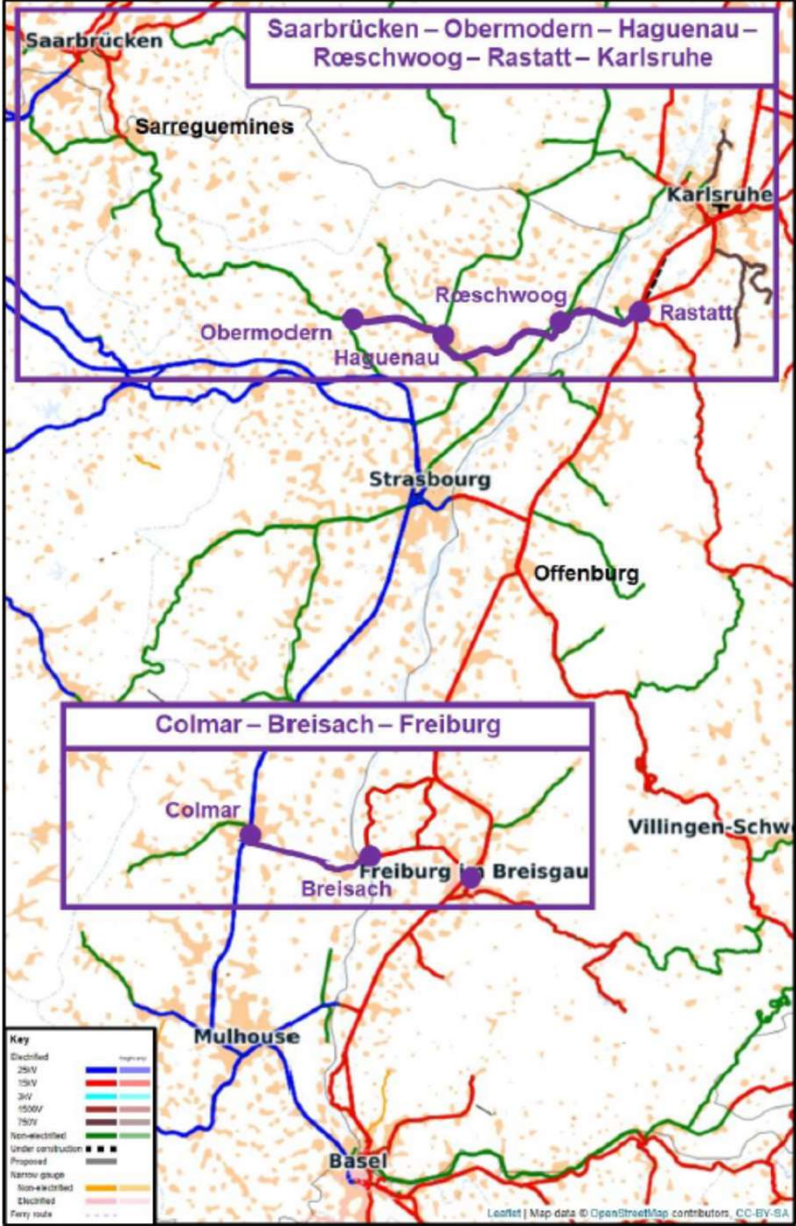 Saarbrücken – Obermodern – Haguenau –
Rœschwoog – Rastatt – Karlsruhe
Saarbrücken
Sarreguemines
Karlsruhe
Rœschwoog
Obermodern
Rastatt
Haguenau
Strasbourg
Offenburg
Colmar – Breisach – Freiburg
Colmar
Villingen-Schw
Freiburg im Breisgau
Breisach
Mulhouse
Basel
Key
Electrified
25kV
15kV
3kV
1500V
750V
Non-electrified
Under construction
Proposed
Narrow gauge
Non-electrified
Electrified
Ferry route
Leaflet | Map data © OpenStreetMap contributors, CC-BY-SA